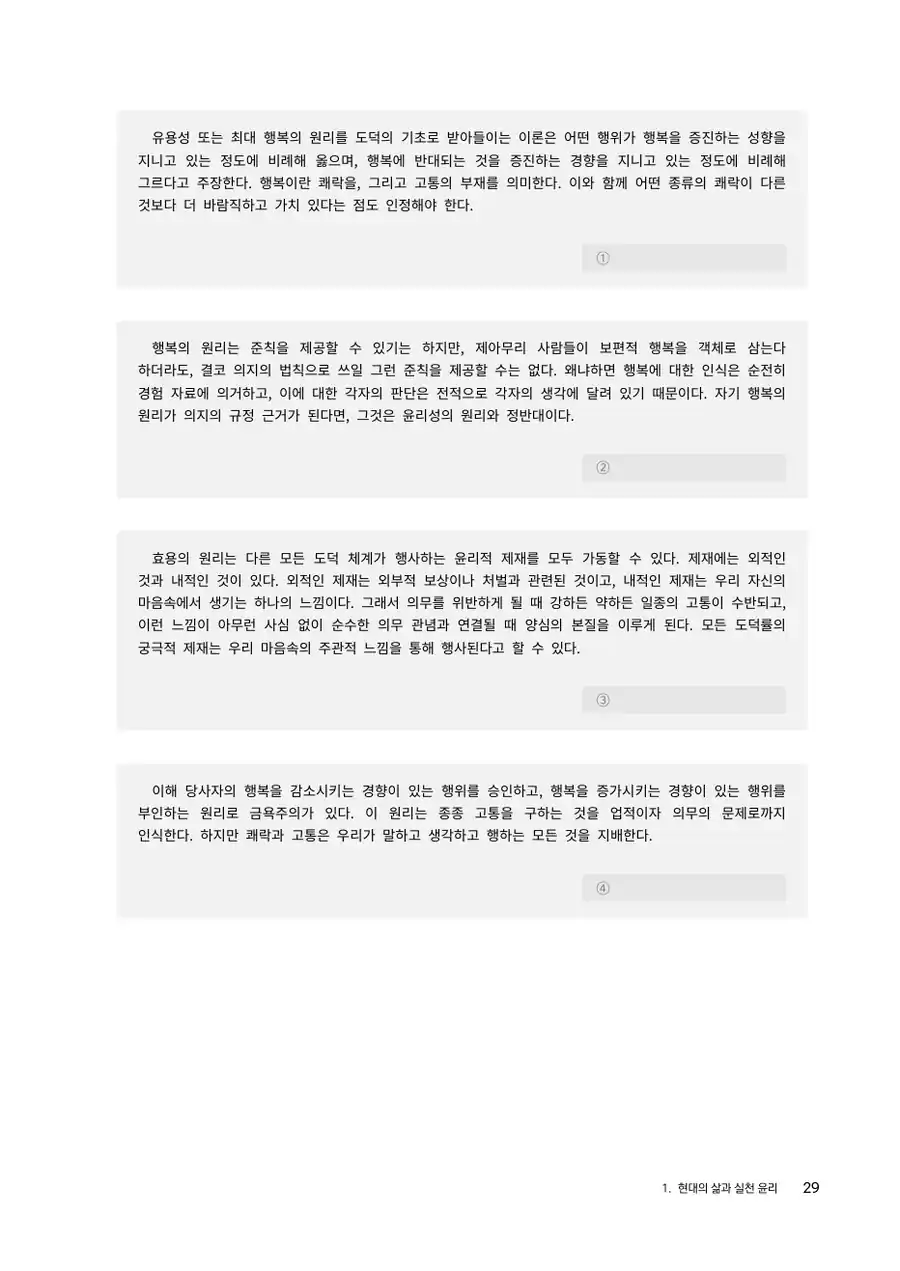 유용성 또는 최대 행복의 원리를 도덕의 기초로 받아들이는 이론은 어떤 행위가 행복을 증진하는 성향을
지니고 있는 정도에 비례해 옳으며, 행복에 반대되는 것을 증진하는 경향을 지니고 있는 정도에 비례해
그르다고 주장한다. 행복이란 쾌락을, 그리고 고통의 부재를 의미한다. 이와 함께 어떤 종류의 쾌락이 다른
것보다 더 바람직하고 가치 있다는 점도 인정해야 한다.
①
행복의 원리는 준칙을 제공할 수 있기는 하지만, 제아무리 사람들이 보편적 행복을 객체로 삼는다
하더라도, 결코 의지의 법칙으로 쓰일 그런 준칙을 제공할 수는 없다. 왜냐하면 행복에 대한 인식은 순전히
경험 자료에 의거하고, 이에 대한 각자의 판단은 전적으로 각자의 생각에 달려 있기 때문이다. 자기 행복의
원리가 의지의 규정 근거가 된다면, 그것은 윤리성의 원리와 정반대이다.
②
효용의 원리는 다른 모든 도덕 체계가 행사하는 윤리적 제재를 모두 가동할 수 있다. 제재에는 외적인
것과 내적인 것이 있다. 외적인 제재는 외부적 보상이나 처벌과 관련된 것이고, 내적인 제재는 우리 자신의
마음속에서 생기는 하나의 느낌이다. 그래서 의무를 위반하게 될 때 강하든 약하든 일종의 고통이 수반되고,
이런 느낌이 아무런 사심 없이 순수한 의무 관념과 연결될 때 양심의 본질을 이루게 된다. 모든 도덕률의
궁극적 제재는 우리 마음속의 주관적 느낌을 통해 행사된다고 할 수 있다.
③
이해 당사자의 행복을 감소시키는 경향이 있는 행위를 승인하고, 행복을 증가시키는 경향이 있는 행위를
부인하는 원리로 금욕주의가 있다. 이 원리는 종종 고통을 구하는 것을 업적이자 의무의 문제로까지
인식한다. 하지만 쾌락과 고통은 우리가 말하고 생각하고 행하는 모든 것을 지배한다.
④
1. 현대의 삶과 실천 윤리 29